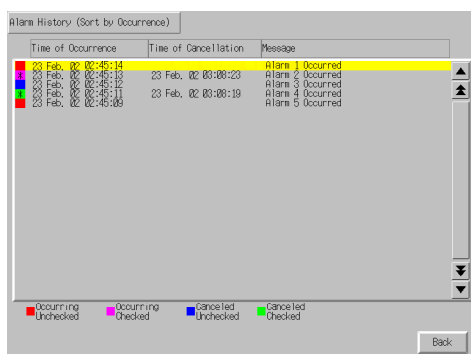 Alarm History (Sort by Occurrence)
Time of Occurrence Time of Cancellation Message
23 Feb. 02 02:45:14 Alarm 1 Occurred
* 23 Feb. 02 02:45:13 23 Feb. 02 03:08:23 Alarm 2 Occurred
23 Feb. 02 02:45:12 Alarm 3 Occurred
* 23 Feb. 02 02:45:11 23 Feb. 02 03:08:19 Alarm 4 Occurred
23 Feb. 02 02:45:09 Alarm 5 Occurred
Occurring Occurring Canceled Canceled
Unchecked Checked Unchecked Checked
Back